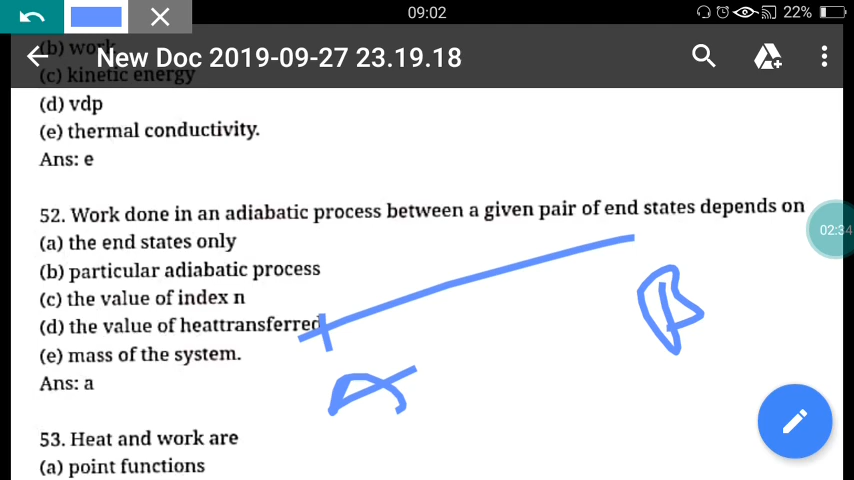 09:02
22%
(b) work
New Doc 2019-09-27 23.19.18
(c) kinetic energy
(d) vdp
(e) thermal conductivity.
Ans: e
52. Work done in an adiabatic process between a given pair of end states depends on
(a) the end states only
02:34
(b) particular adiabatic process
(c) the value of index n
(d) the value of heattransferred
(e) mass of the system.
Ans: a
A
B
53. Heat and work are
(a) point functions